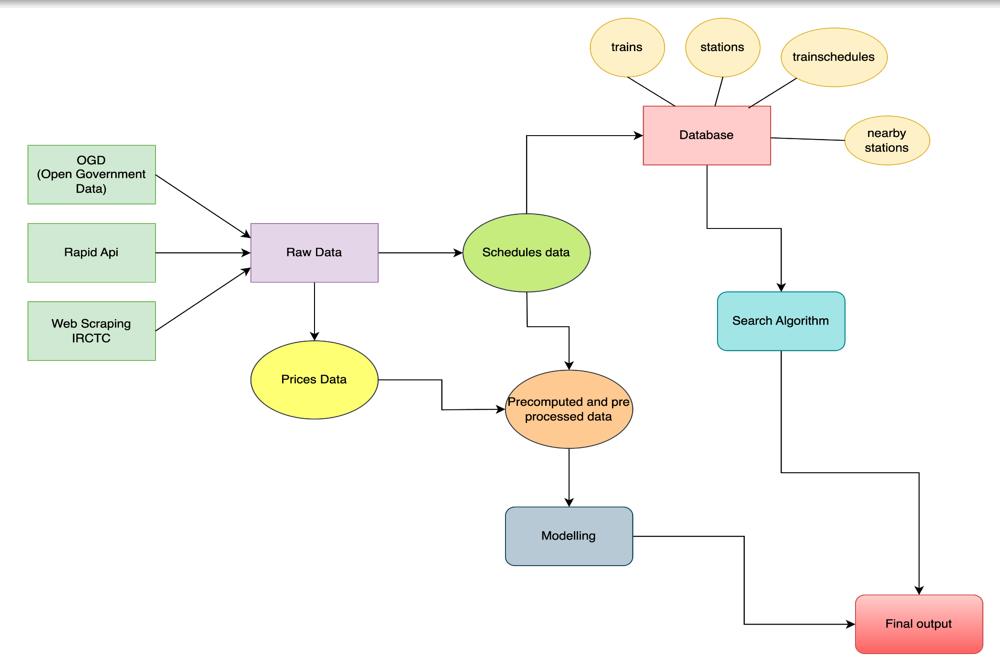 trains
stations
trainschedules
Database
nearby
stations
OGD
(Open Government
Data)
Rapid Api
Raw Data
Schedules data
Web Scraping
IRCTC
Search Algorithm
Prices Data
Precomputed and pre
processed data
Modelling
Final output